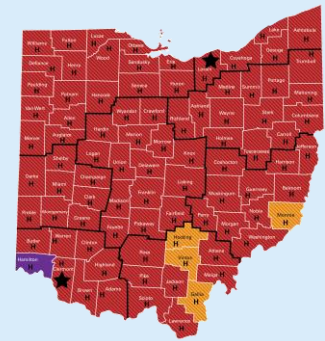 Williams
H
Fulton
H
Lucas
H
Wood
H
Ottawa
H
Sandusky
H
Erie
H
Lorain
H
Cuyahoga
H
Lake
H
Geauga
H
Ashtabula
H
Trumbull
H
Defiance
H
Henry
H
Paulding
H
Putnam
H
Hancock
H
Seneca
H
Huron
H
Medina
H
Summit
H
Portage
H
Mahoning
H
Van Wert
H
Allen
H
Hardin
H
Wyandot
H
Crawford
H
Richland
H
Ashland
H
Wayne
H
Stark
H
Columbiana
H
Mercer
H
Auglaize
H
Marion
H
Morrow
H
Knox
H
Holmes
H
Tuscarawas
H
Carroll
H
Jefferson
H
Shelby
H
Logan
H
Union
H
Delaware
H
Coshocton
H
Harrison
H
Darke
H
Miami
H
Champaign
H
Clark
H
Madison
H
Franklin
H
Licking
H
Muskingum
H
Guernsey
H
Belmont
H
Greene
H
Fayette
H
Pickaway
H
Fairfield
H
Perry
H
Noble
H
Monroe
H
Butler
H
Warren
H
Clinton
H
Ross
H
Hocking
H
Athens
H
Washington
H
Hamilton
H
Clermont
H
Brown
H
Highland
H
Adams
H
Pike
H
Scioto
H
Vinton
H
Jackson
H
Meigs
H
Gallia
H
Lawrence
H